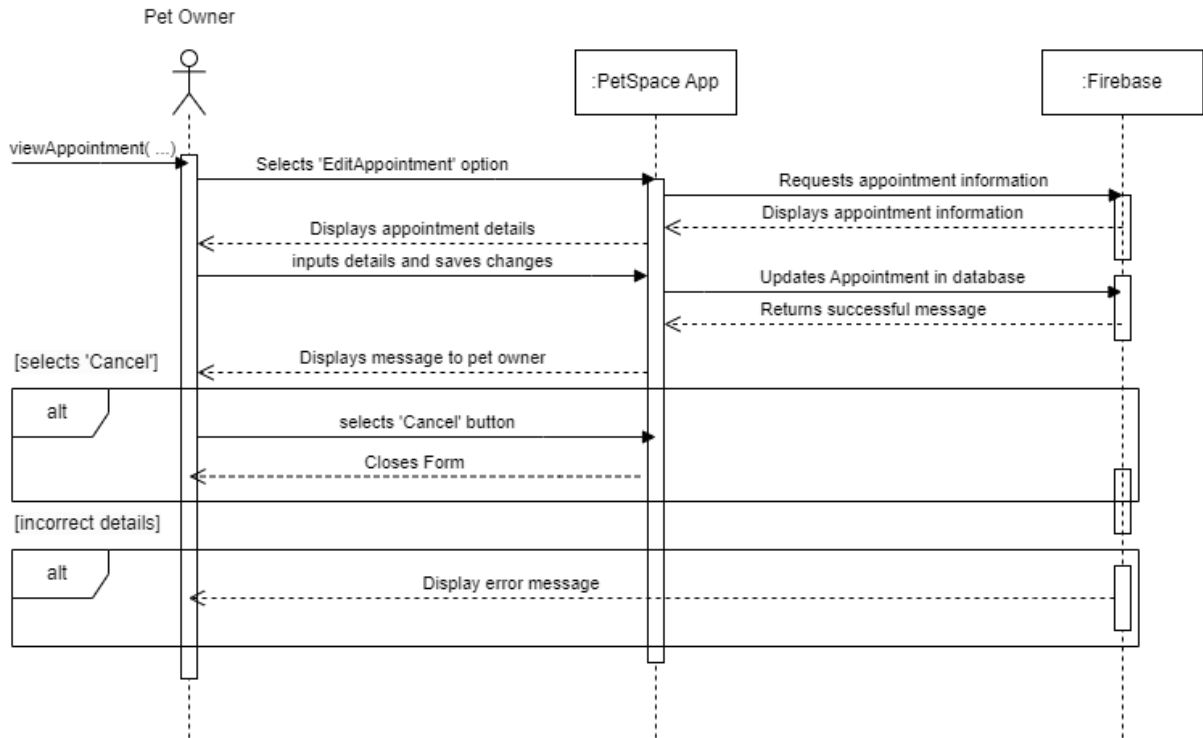 Pet Owner
:PetSpace App
:Firebase
viewAppointment( ...)
Selects 'EditAppointment' option
Requests appointment information
Displays appointment information
Displays appointment details
inputs details and saves changes
Updates Appointment in database
Returns successful message
Displays message to pet owner
[selects 'Cancel']
alt
selects 'Cancel' button
Closes Form
[incorrect details]
alt
Display error message